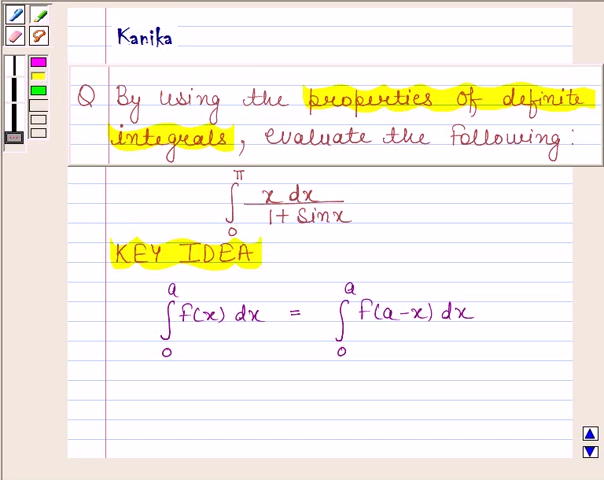 Kanika
Q By using the properties of definite
integrals, evaluate the following:
∫₀^π x dx / 1 + Sinx
KEY IDEA
∫₀^a f(x) dx = ∫₀^a f(a-x) dx